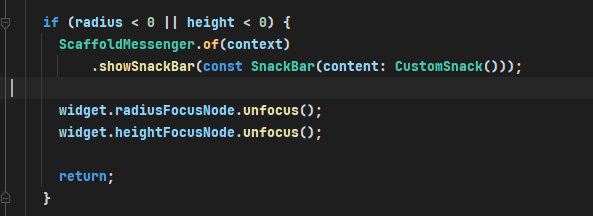 if (radius < 0 || height < 0) {
ScaffoldMessenger.of(context)
.showSnackBar(const SnackBar(content: CustomSnack()));
widget.radiusFocusNode.unfocus();
widget.heightFocusNode.unfocus();
return;
}